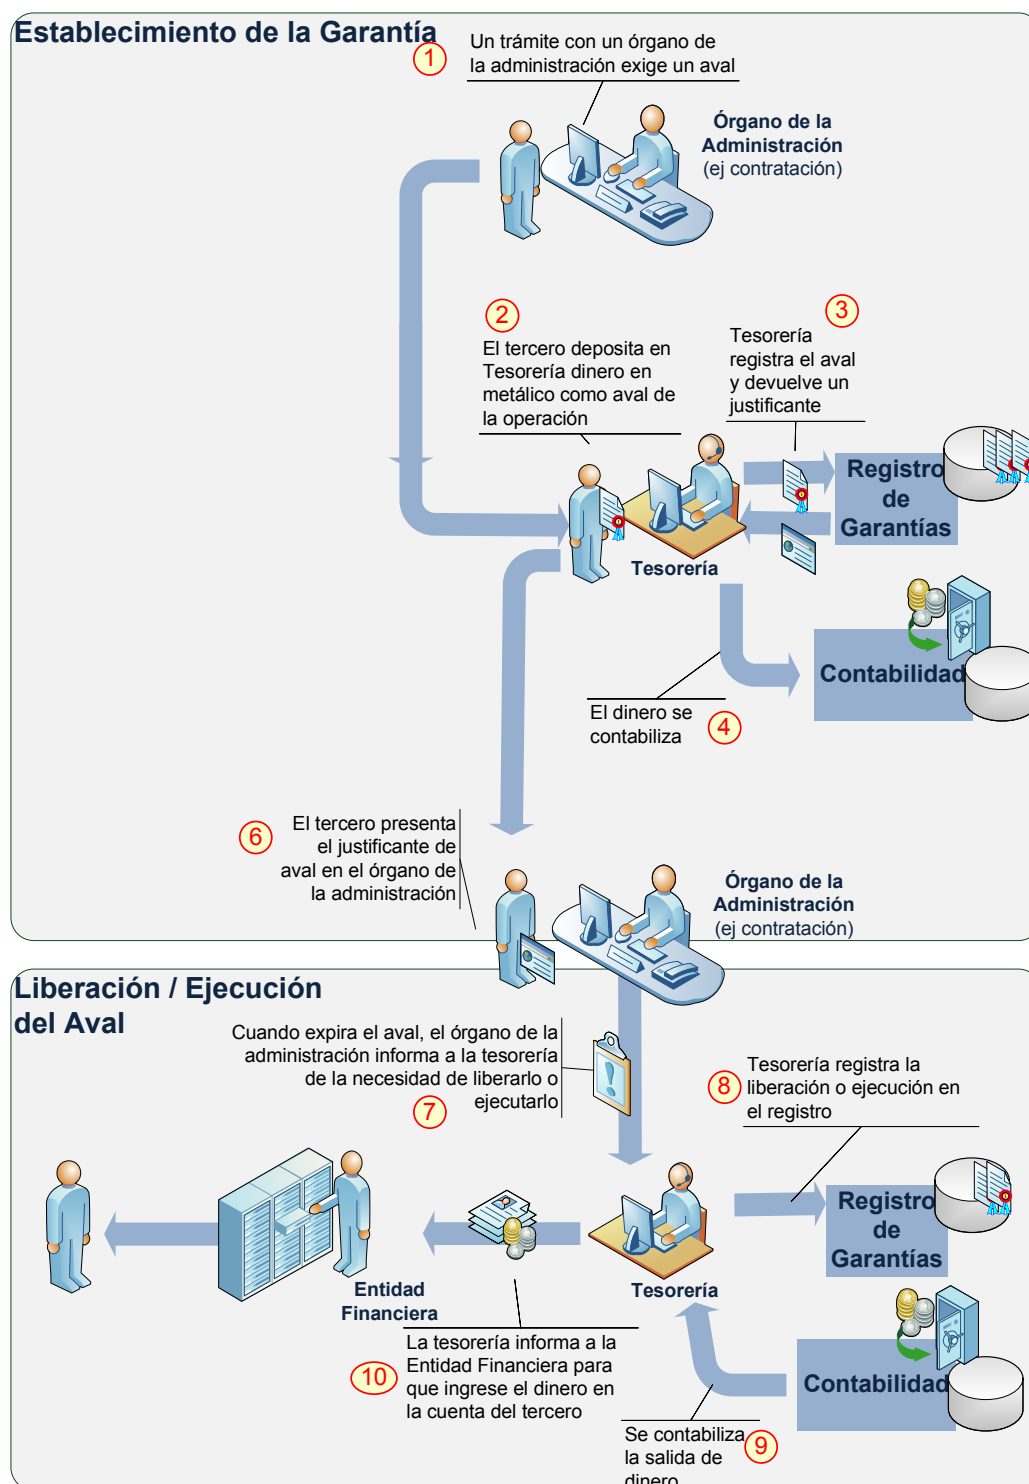 Establecimiento de la Garantía
1
Un trámite con un órgano de
la administración exige un aval
Órgano de la
Administración
(ej contratación)
2
El tercero deposita en
Tesorería dinero en
metálico como aval de
la operación
3
Tesorería
registra el aval
y devuelve un
justificante
Registro
de
Garantías
Tesorería
Contabilidad
El dinero se
contabiliza
4
6
El tercero presenta
el justificante de
aval en el órgano de
la administración
Órgano de la
Administración
(ej contratación)
Liberación / Ejecución
del Aval
Cuando expira el aval, el órgano de la
administración informa a la tesorería
de la necesidad de liberarlo o
ejecutarlo
7
8
Tesorería registra la
liberación o ejecución en
el registro
Registro
de
Garantías
Entidad
Financiera
Tesorería
10
La tesorería informa a la
Entidad Financiera para
que ingrese el dinero en
la cuenta del tercero
Contabilidad
Se contabiliza
la salida de
dinero
9